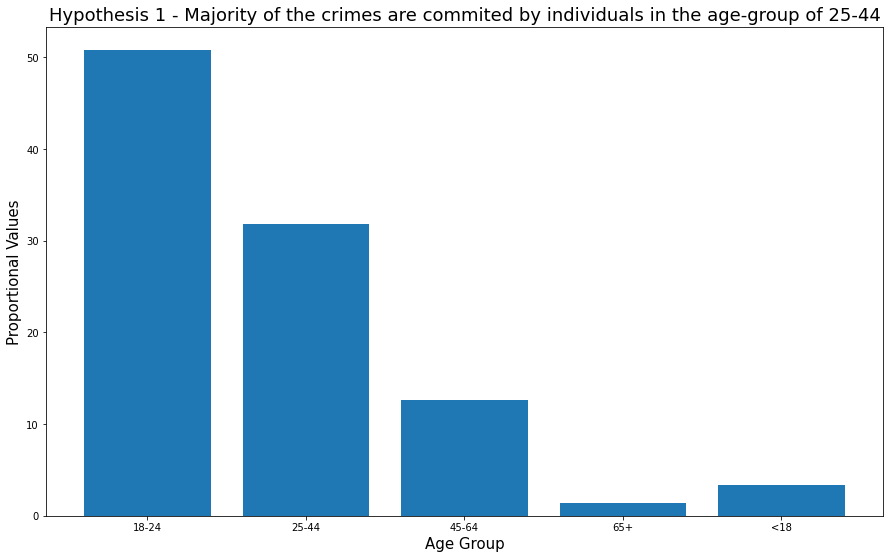 Hypothesis 1 - Majority of the crimes are commited by individuals in the age-group of 25-44
50
40
30
20
10
0
Proportional Values
18-24 25-44 45-64 65+ <18
Age Group